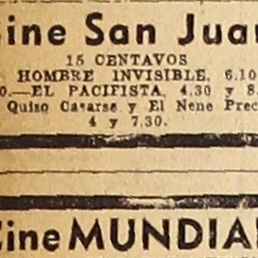 Cine San Juan
15 CENTAVOS
HOMBRE INVISIBLE, 6.10
0.—EL PACIFISTA, 4.30 y 8.
Quiso Casarse y El Nene Prec
4 y 7.30.
Cine MUNDIAL